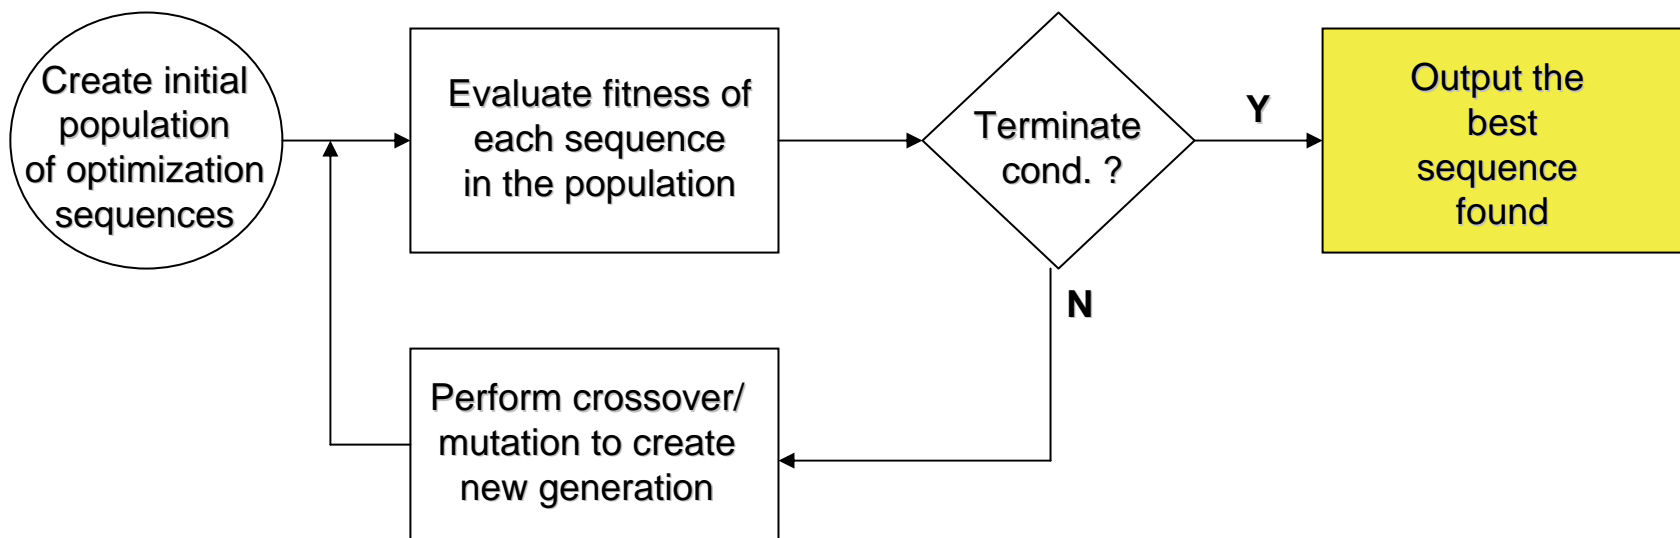 Create initial
population
of optimization
sequences
Evaluate fitness of
each sequence
in the population
Terminate
cond. ?
Y
Output the
best
sequence
found
N
Perform crossover/
mutation to create
new generation